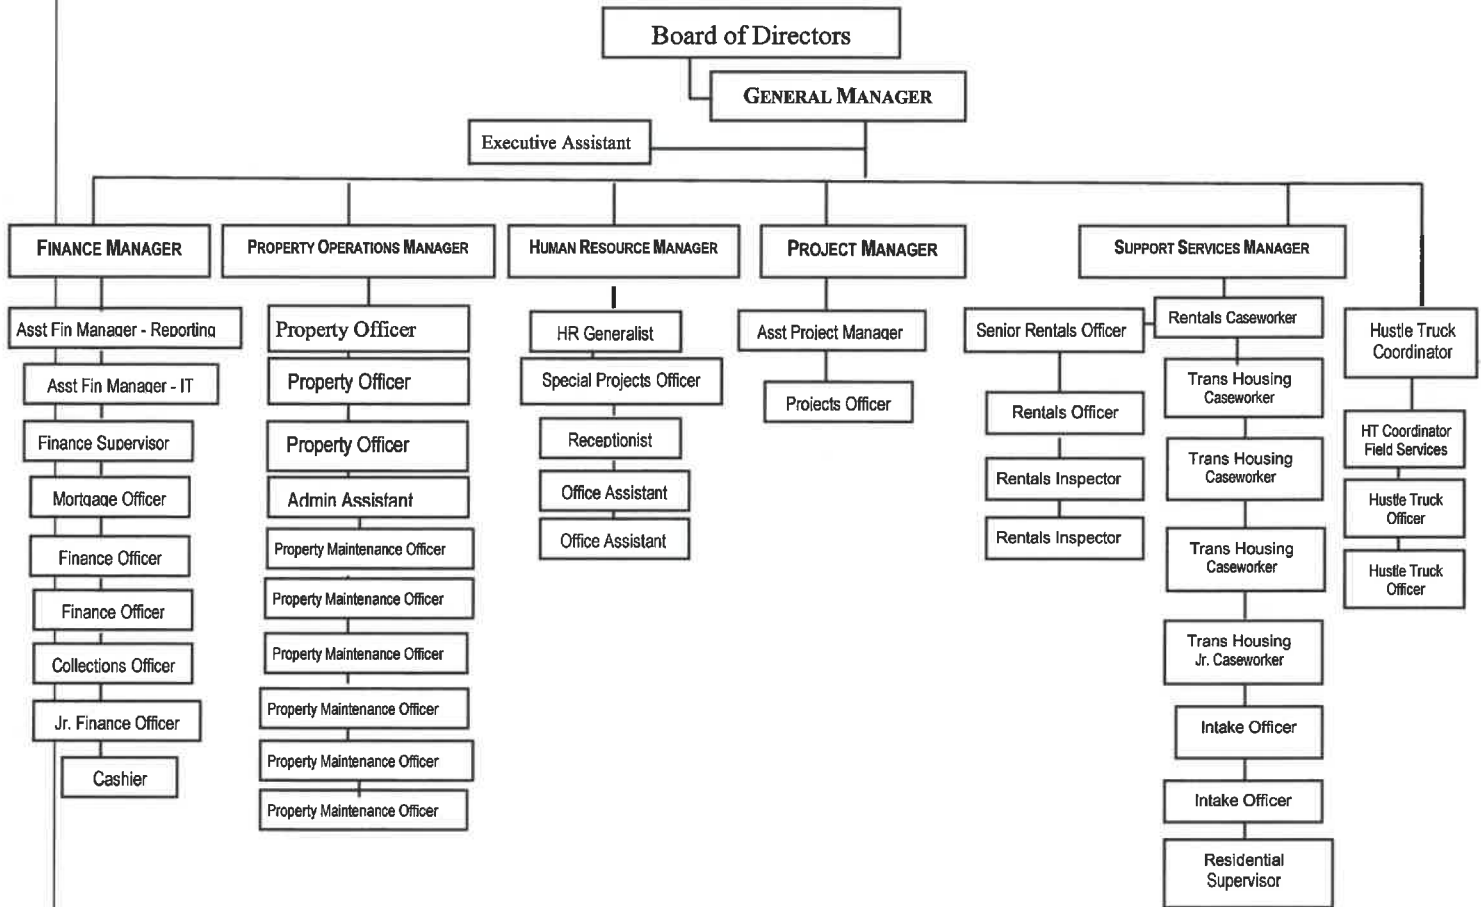 Board of Directors
GENERAL MANAGER
Executive Assistant
FINANCE MANAGER
Asst Fin Manager - Reporting
Asst Fin Manager - IT
Finance Supervisor
Mortgage Officer
Finance Officer
Finance Officer
Collections Officer
Jr. Finance Officer
Cashier
PROPERTY OPERATIONS MANAGER
Property Officer
Property Officer
Property Officer
Admin Assistant
Property Maintenance Officer
Property Maintenance Officer
Property Maintenance Officer
Property Maintenance Officer
Property Maintenance Officer
Property Maintenance Officer
HUMAN RESOURCE MANAGER
HR Generalist
Special Projects Officer
Receptionist
Office Assistant
Office Assistant
PROJECT MANAGER
Asst Project Manager
Projects Officer
SUPPORT SERVICES MANAGER
Senior Rentals Officer
Rentals Officer
Rentals Inspector
Rentals Inspector
Rentals Caseworker
Trans Housing
Caseworker
Trans Housing
Caseworker
Trans Housing
Caseworker
Trans Housing
Jr. Caseworker
Intake Officer
Intake Officer
Residential
Supervisor
Hustle Truck
Coordinator
HT Coordinator
Field Services
Hustle Truck
Officer
Hustle Truck
Officer